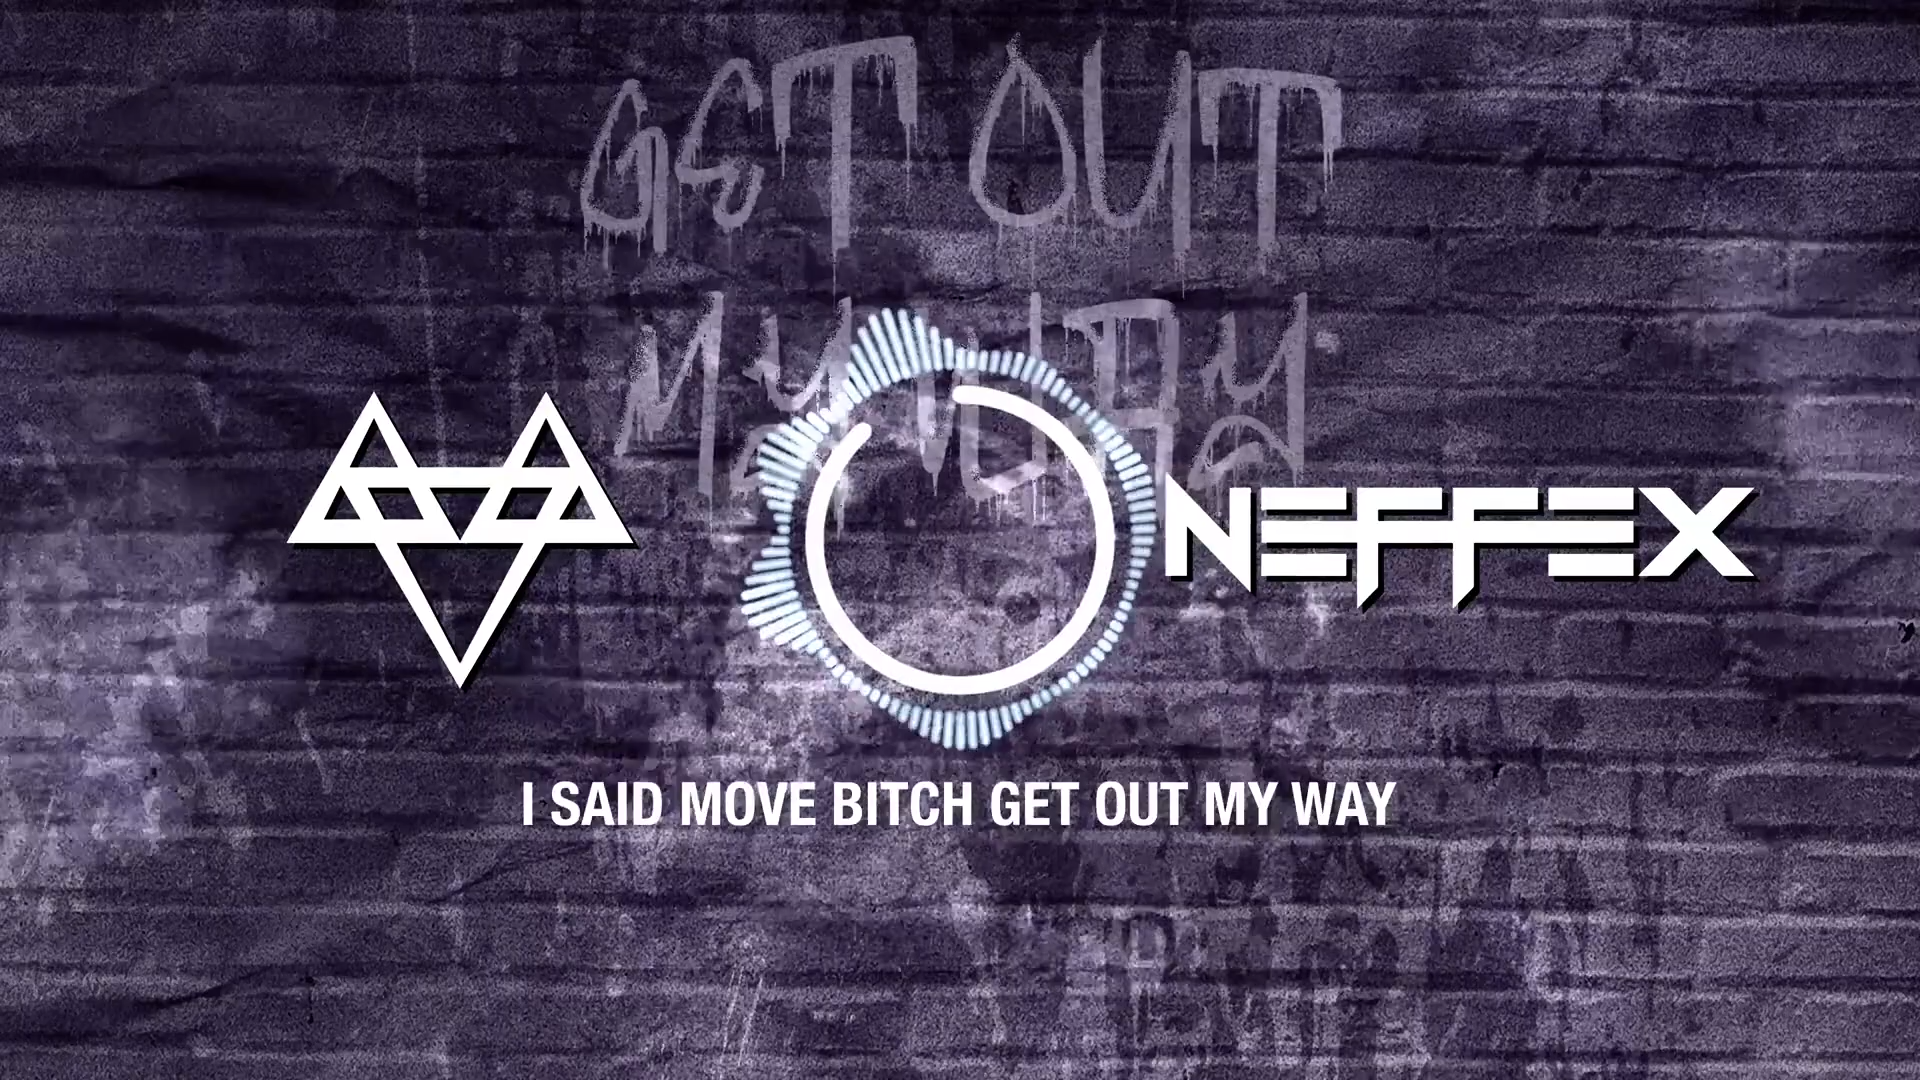 GET OUT
MY WAY
NEFFEX
I SAID MOVE BITCH GET OUT MY WAY